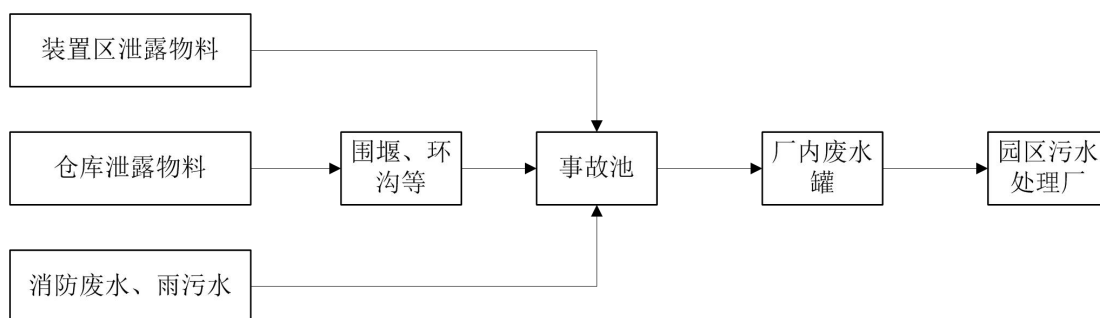 装置区泄露物料
仓库泄露物料
围堰、环
沟等
事故池
厂内废水
罐
园区污水
处理厂
消防废水、雨污水